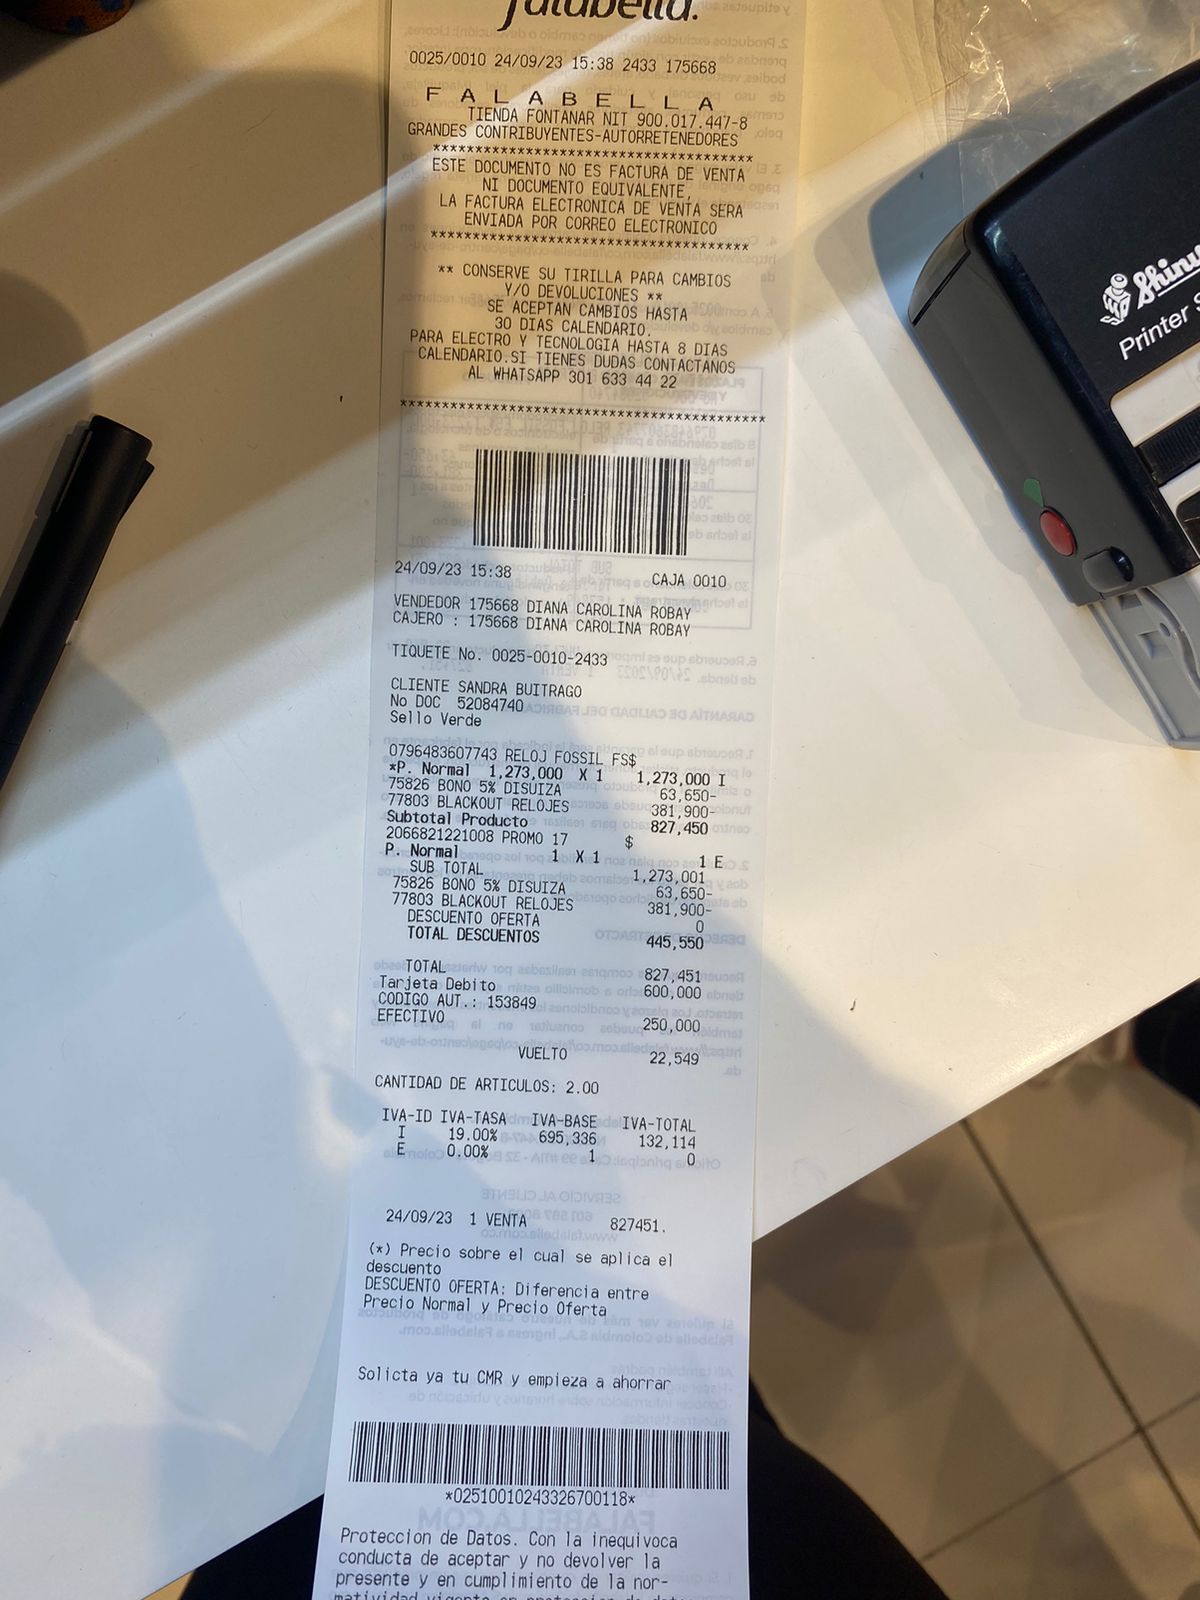 falabella.
0025/0010 24/09/23 15:38 2433 175668
F A L A B E L L A
TIENDA FONTANAR NIT 900.017.447-8
GRANDES CONTRIBUYENTES-AUTORRETENEDORES
****************************************
ESTE DOCUMENTO NO ES FACTURA DE VENTA
NI DOCUMENTO EQUIVALENTE,
LA FACTURA ELECTRONICA DE VENTA SERA
ENVIADA POR CORREO ELECTRONICO
****************************************
** CONSERVE SU TIRILLA PARA CAMBIOS
Y/O DEVOLUCIONES **
SE ACEPTAN CAMBIOS HASTA
30 DIAS CALENDARIO.
PARA ELECTRO Y TECNOLOGIA HASTA 8 DIAS
CALENDARIO.SI TIENES DUDAS CONTACTANOS
AL WHATSAPP 301 633 44 22
**********************************************
24/09/23 15:38 CAJA 0010
VENDEDOR 175668 DIANA CAROLINA ROBAY
CAJERO : 175668 DIANA CAROLINA ROBAY
TIQUETE No. 0025-0010-2433
CLIENTE SANDRA BUITRAGO
No DOC 52084740
Sello Verde
0796483607743 RELOJ FOSSIL FS$
*P. Normal 1,273,000 X 1 1,273,000 I
75826 BONO 5% DISUIZA 63,650-
77803 BLACKOUT RELOJES 381,900-
Subtotal Producto 827,450
2066821221008 PROMO 17 $
P. Normal 1 X 1 1 E
SUB TOTAL 1,273,001
75826 BONO 5% DISUIZA 63,650-
77803 BLACKOUT RELOJES 381,900-
DESCUENTO OFERTA 0
TOTAL DESCUENTOS 445,550
TOTAL 827,451
Tarjeta Debito 600,000
CODIGO AUT.: 153849
EFECTIVO 250,000
VUELTO 22,549
CANTIDAD DE ARTICULOS: 2.00
IVA-ID IVA-TASA IVA-BASE IVA-TOTAL
I 19.00% 695,336 132,114
E 0.00% 1 0
24/09/23 1 VENTA 827451.
(*) Precio sobre el cual se aplica el
descuento
DESCUENTO OFERTA: Diferencia entre
Precio Normal y Precio Oferta
Solicta ya tu CMR y empieza a ahorrar
*02510010243326700118*
Proteccion de Datos. Con la inequivoca
conducta de aceptar y no devolver la
presente y en cumplimiento de la nor-
matividad vigente en proteccion de
Shiny
Printer